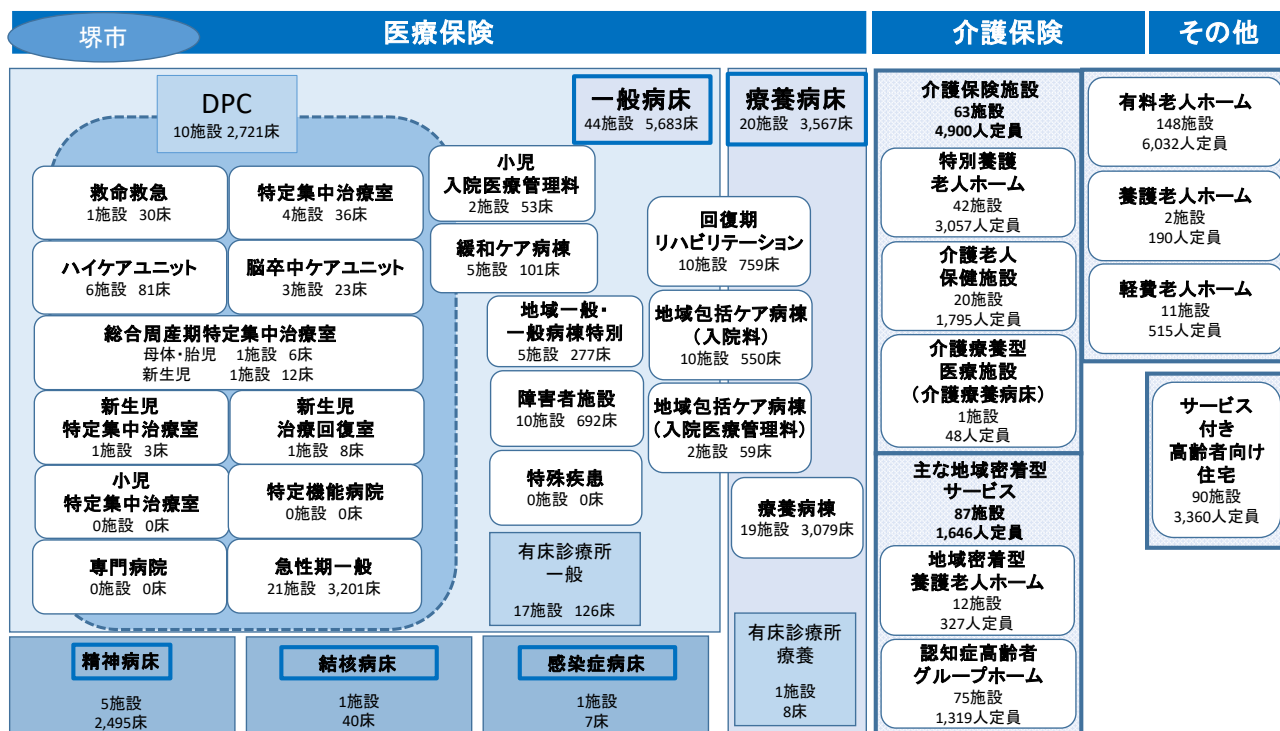 堺市
医療保険
介護保険
その他
DPC
10施設 2,721床
一般病床
44施設 5,683床
療養病床
20施設 3,567床
救命救急
1施設 30床
特定集中治療室
4施設 36床
ハイケアユニット
6施設 81床
脳卒中ケアユニット
3施設 23床
総合周産期特定集中治療室
母体・胎児 1施設 6床
新生児 1施設 12床
新生児
特定集中治療室
1施設 3床
新生児
治療回復室
1施設 8床
小児
特定集中治療室
0施設 0床
特定機能病院
0施設 0床
専門病院
0施設 0床
急性期一般
21施設 3,201床
小児
入院医療管理料
2施設 53床
緩和ケア病棟
5施設 101床
地域一般・
一般病棟特別
5施設 277床
障害者施設
10施設 692床
特殊疾患
0施設 0床
有床診療所
一般
17施設 126床
回復期
リハビリテーション
10施設 759床
地域包括ケア病棟
（入院料）
10施設 550床
地域包括ケア病棟
（入院医療管理料）
2施設 59床
療養病棟
19施設 3,079床
有床診療所
療養
1施設
8床
精神病床
5施設
2,495床
結核病床
1施設
40床
感染症病床
1施設
7床
介護保険施設
63施設
4,900人定員
特別養護
老人ホーム
42施設
3,057人定員
介護老人
保健施設
20施設
1,795人定員
介護療養型
医療施設
（介護療養病床）
1施設
48人定員
主な地域密着型
サービス
87施設
1,646人定員
地域密着型
養護老人ホーム
12施設
327人定員
認知症高齢者
グループホーム
75施設
1,319人定員
有料老人ホーム
148施設
6,032人定員
養護老人ホーム
2施設
190人定員
軽費老人ホーム
11施設
515人定員
サービス
付き
高齢者向け
住宅
90施設
3,360人定員